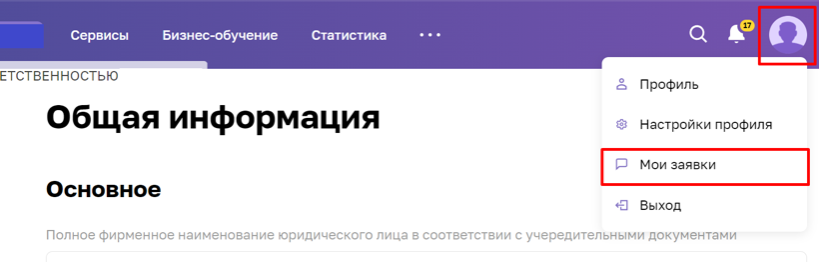 Сервисы Бизнес-обучение Статистика ••• 17
ЕТСТВЕННОСТЬЮ
Профиль
Общая информация
Настройки профиля
Мои заявки
Основное
Выход
Полное фирменное наименование юридического лица в соответствии с учредительными документами